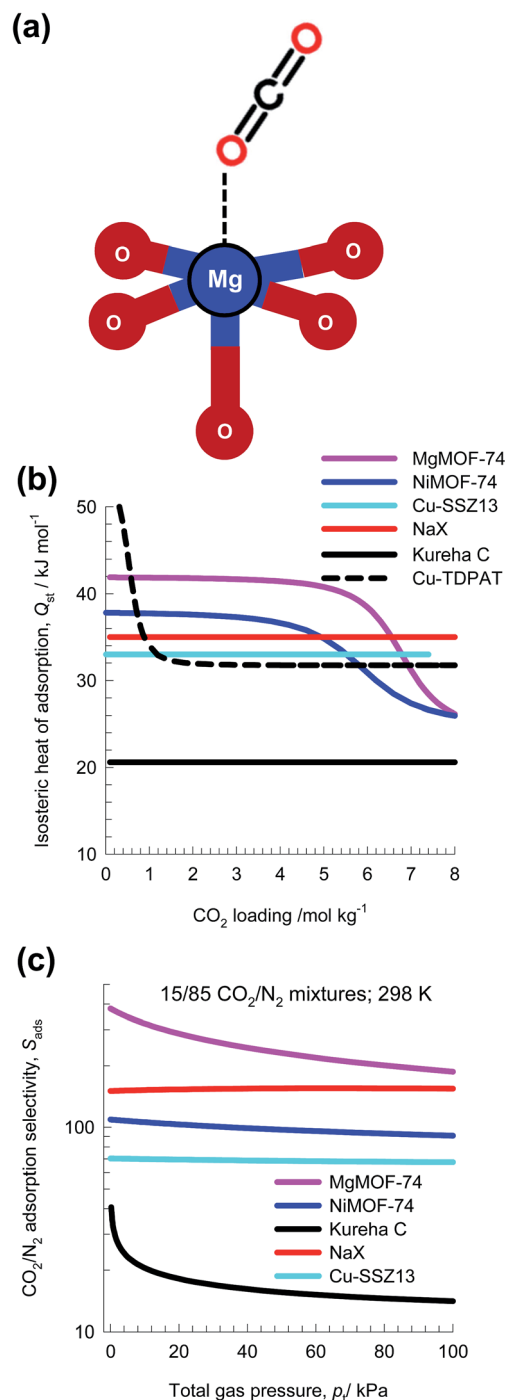 (a)
O
C
O
O
O
Mg
O
O
O
(b)
MgMOF-74
NiMOF-74
Cu-SSZ13
NaX
Kureha C
Cu-TDPAT
Isosteric heat of adsorption, Qst / kJ mol-1
50
40
30
20
10
0 1 2 3 4 5 6 7 8
CO2 loading /mol kg-1
(c)
15/85 CO2/N2 mixtures; 298 K
CO2/N2 adsorption selectivity, Sads
100
10
MgMOF-74
NiMOF-74
Kureha C
NaX
Cu-SSZ13
0 20 40 60 80 100
Total gas pressure, pt/ kPa